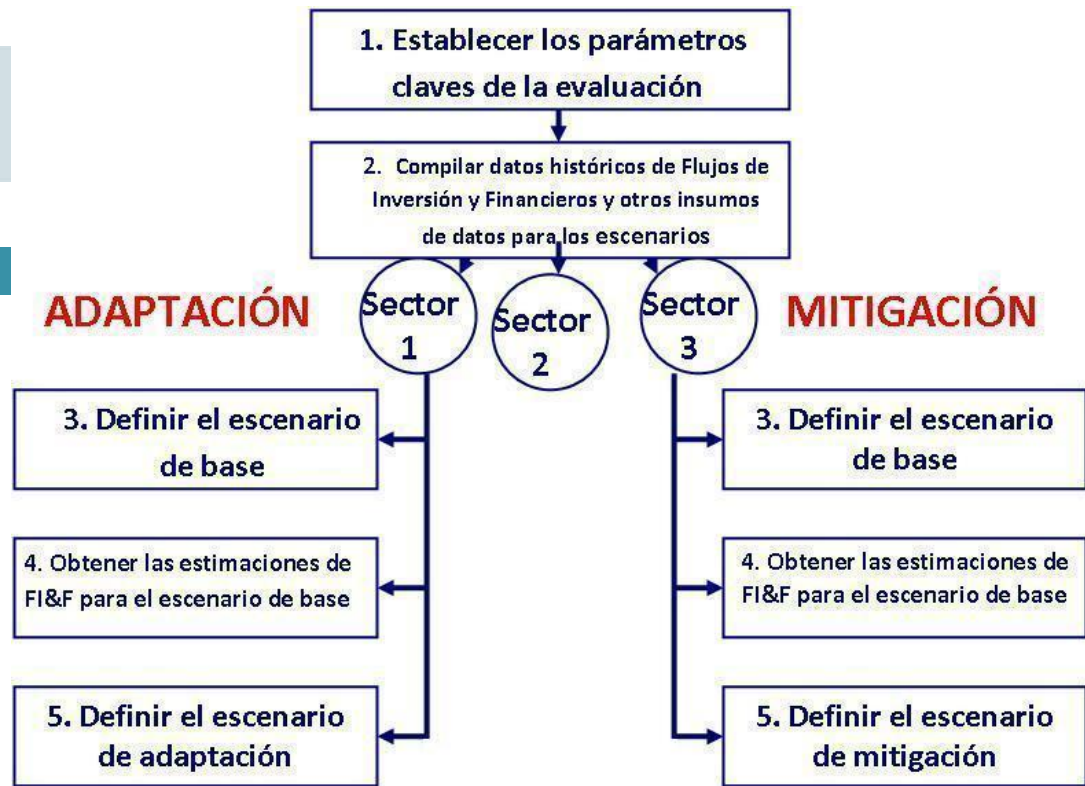 1. Establecer los parámetros
claves de la evaluación
2. Compilar datos históricos de Flujos de
Inversión y Financieros y otros insumos
de datos para los escenarios
ADAPTACIÓN
Sector
1
Sector
2
Sector
3
MITIGACIÓN
3. Definir el escenario
de base
4. Obtener las estimaciones de
FI&F para el escenario de base
5. Definir el escenario
de adaptación
3. Definir el escenario
de base
4. Obtener las estimaciones de
FI&F para el escenario de base
5. Definir el escenario
de mitigación